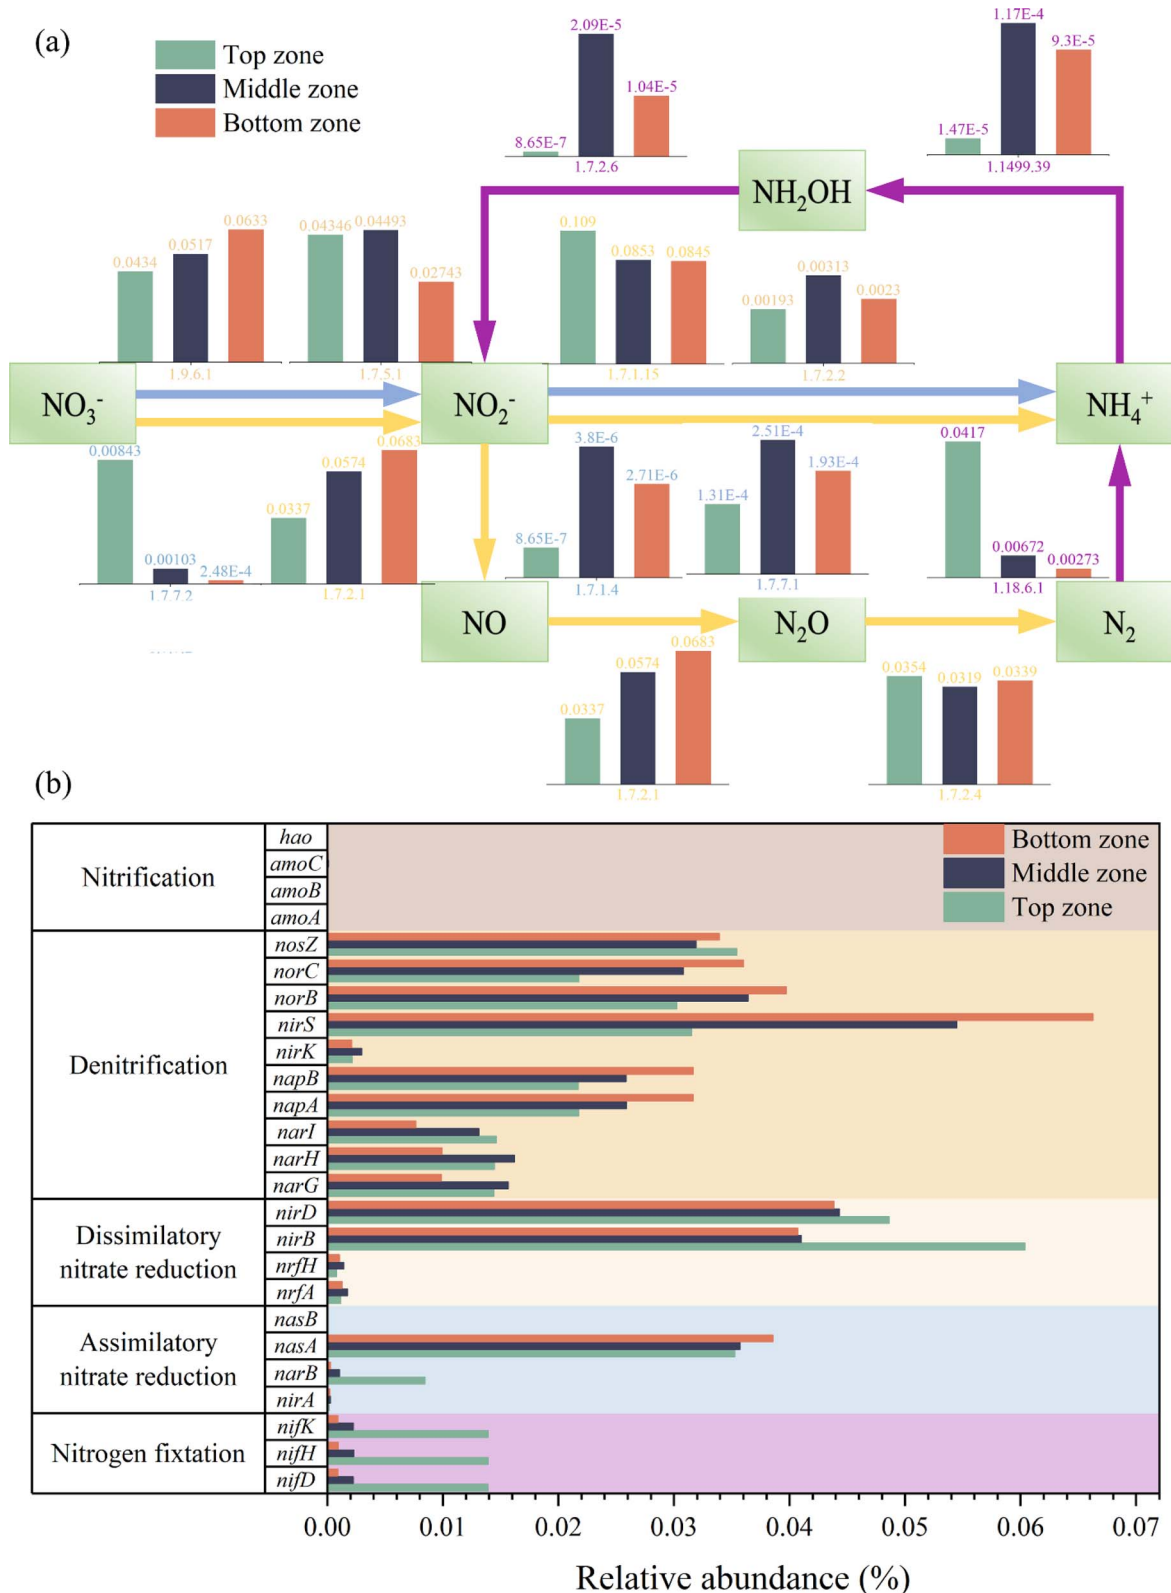 (a)
Top zone
Middle zone
Bottom zone
2.09E-5
1.04E-5
8.65E-7
1.7.2.6
1.17E-4
9.3E-5
1.47E-5
1.1499.39
NH₂OH
0.0434
0.0517
0.0633
1.9.6.1
0.04346
0.04493
0.02743
1.7.5.1
0.109
0.0853
0.0845
1.7.1.15
0.00193
0.00313
0.0023
1.7.2.2
NO₃⁻
NO₂⁻
NH₄⁺
0.00843
0.00103
2.48E-4
1.7.7.2
0.0337
0.0574
0.0683
1.7.2.1
8.65E-7
3.8E-6
2.71E-6
1.7.1.4
1.31E-4
2.51E-4
1.93E-4
1.7.7.1
0.0417
0.00672
0.00273
1.18.6.1
NO
N₂O
N₂
0.0337
0.0574
0.0683
1.7.2.1
0.0354
0.0319
0.0339
1.7.2.4
(b)
Bottom zone
Middle zone
Top zone
Nitrification
hao
amoC
amoB
amoA
Denitrification
nosZ
norC
norB
nirS
nirK
napB
napA
narI
narH
narG
Dissimilatory
nitrate reduction
nirD
nirB
nrfH
nrfA
Assimilatory
nitrate reduction
nasB
nasA
narB
nirA
Nitrogen fixtation
nifK
nifH
nifD
0.00 0.01 0.02 0.03 0.04 0.05 0.06 0.07
Relative abundance (%)